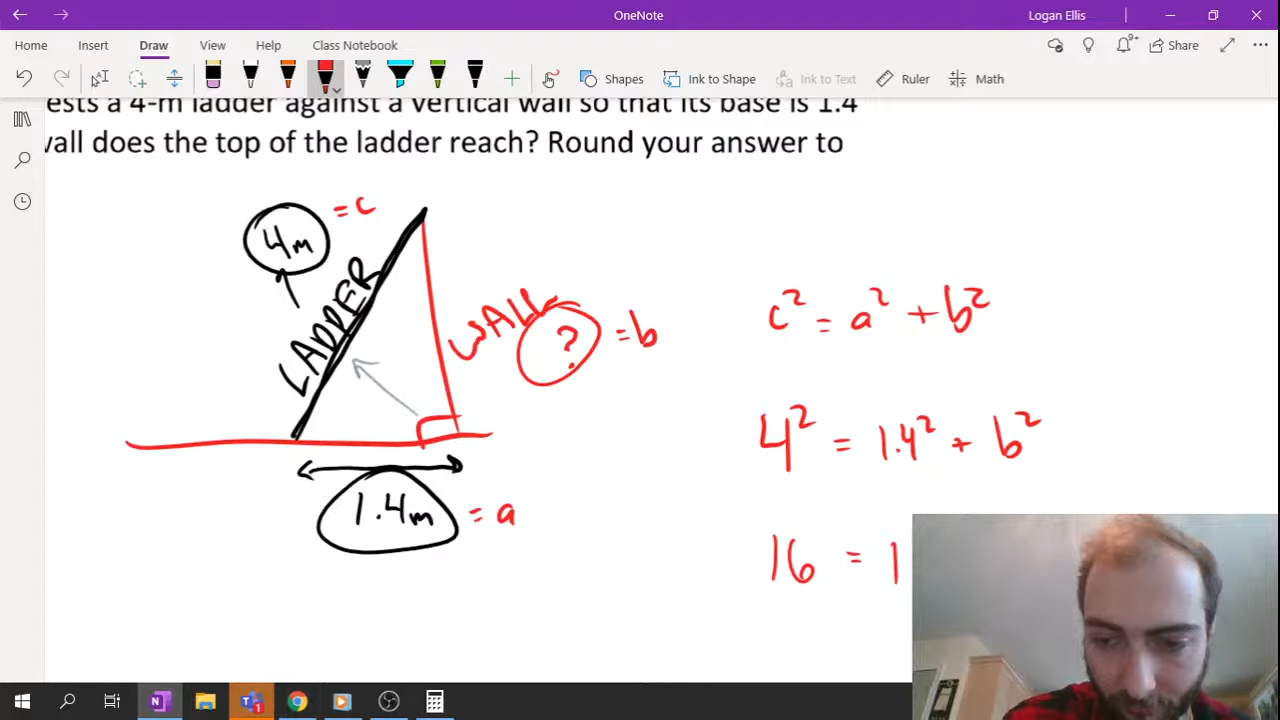 OneNote
Logan Ellis
Home Insert Draw View Help Class Notebook
9+ Share
Shapes Ink to Shape Ink to Text Ruler Math
ests a 4-m ladder against a vertical wall so that its base is 1.4
wall does the top of the ladder reach? Round your answer to
4m = c
LADDER
WALL
? = b
1.4m = a
c² = a² + b²
4² = 1.4² + b²
16 = 1